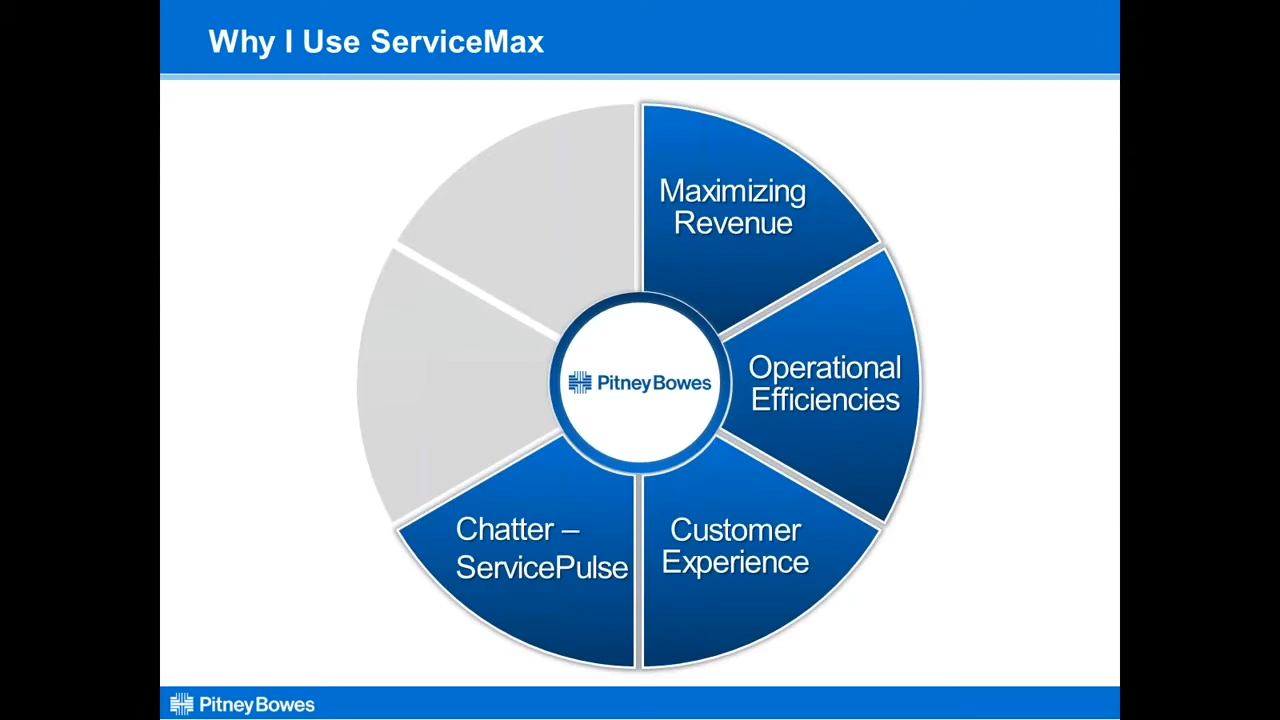 Why I Use ServiceMax
Maximizing
Revenue
Operational
Efficiencies
PitneyBowes
Chatter –
ServicePulse
Customer
Experience
PitneyBowes